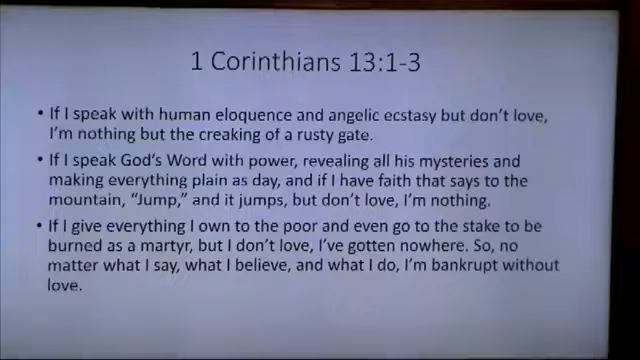 1 Corinthians 13:1-3
• If I speak with human eloquence and angelic ecstasy but don't love,
I'm nothing but the creaking of a rusty gate.
• If I speak God's Word with power, revealing all his mysteries and
making everything plain as day, and if I have faith that says to the
mountain, "Jump," and it jumps, but don't love, I'm nothing.
• If I give everything I own to the poor and even go to the stake to be
burned as a martyr, but I don't love, I've gotten nowhere. So, no
matter what I say, what I believe, and what I do, I'm bankrupt without
love.